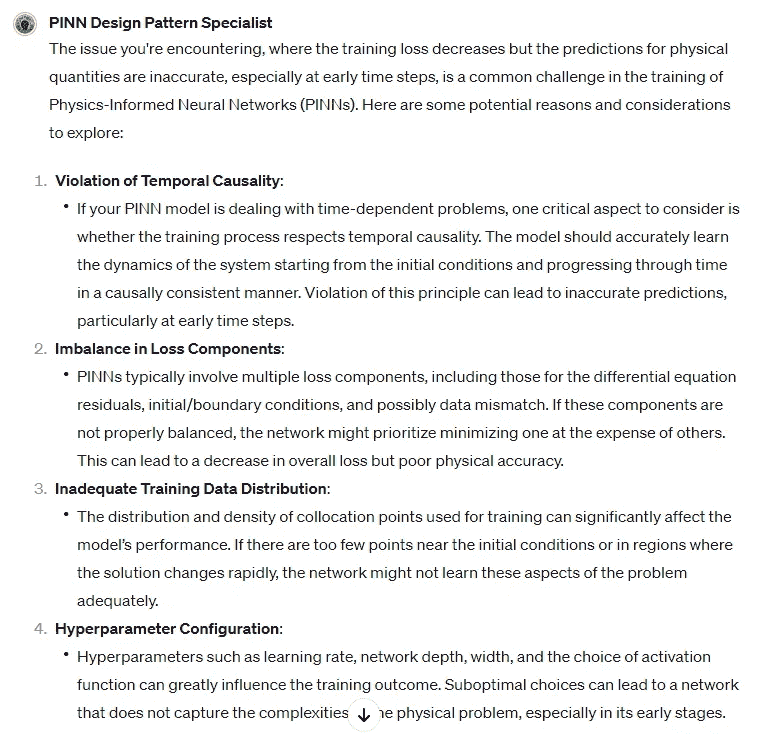 PINN Design Pattern Specialist
The issue you're encountering, where the training loss decreases but the predictions for physical
quantities are inaccurate, especially at early time steps, is a common challenge in the training of
Physics-Informed Neural Networks (PINNs). Here are some potential reasons and considerations
to explore:
1. Violation of Temporal Causality:
• If your PINN model is dealing with time-dependent problems, one critical aspect to consider is
whether the training process respects temporal causality. The model should accurately learn
the dynamics of the system starting from the initial conditions and progressing through time
in a causally consistent manner. Violation of this principle can lead to inaccurate predictions,
particularly at early time steps.
2. Imbalance in Loss Components:
• PINNs typically involve multiple loss components, including those for the differential equation
residuals, initial/boundary conditions, and possibly data mismatch. If these components are
not properly balanced, the network might prioritize minimizing one at the expense of others.
This can lead to a decrease in overall loss but poor physical accuracy.
3. Inadequate Training Data Distribution:
• The distribution and density of collocation points used for training can significantly affect the
model's performance. If there are too few points near the initial conditions or in regions where
the solution changes rapidly, the network might not learn these aspects of the problem
adequately.
4. Hyperparameter Configuration:
• Hyperparameters such as learning rate, network depth, width, and the choice of activation
function can greatly influence the training outcome. Suboptimal choices can lead to a network
that does not capture the complexities he physical problem, especially in its early stages.